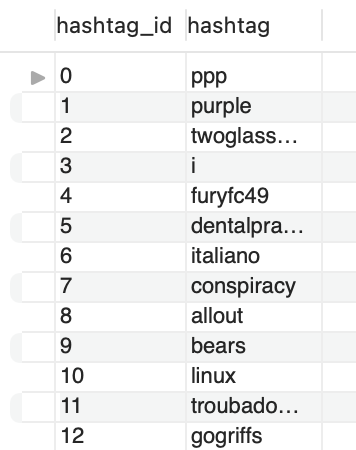 hashtag_id hashtag
0 ppp
1 purple
2 twoglass...
3 i
4 furyfc49
5 dentalpra...
6 italiano
7 conspiracy
8 allout
9 bears
10 linux
11 troubado...
12 gogriffs